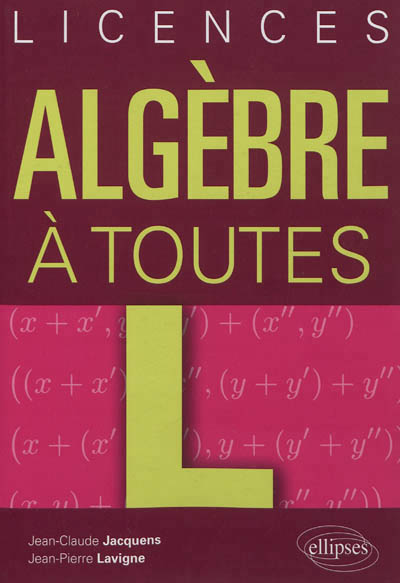 LICENCES
ALGÈBRE
À TOUTES
L
(x + x′, y ) + (x″, y″)
((x + x′) ″, (y + y′) + y″)
(x + (x′ ), y + (y′ + y″))
(x, y) + ″ + x″, y′ + y″)
Jean-Claude Jacquens
Jean-Pierre Lavigne
ellipses